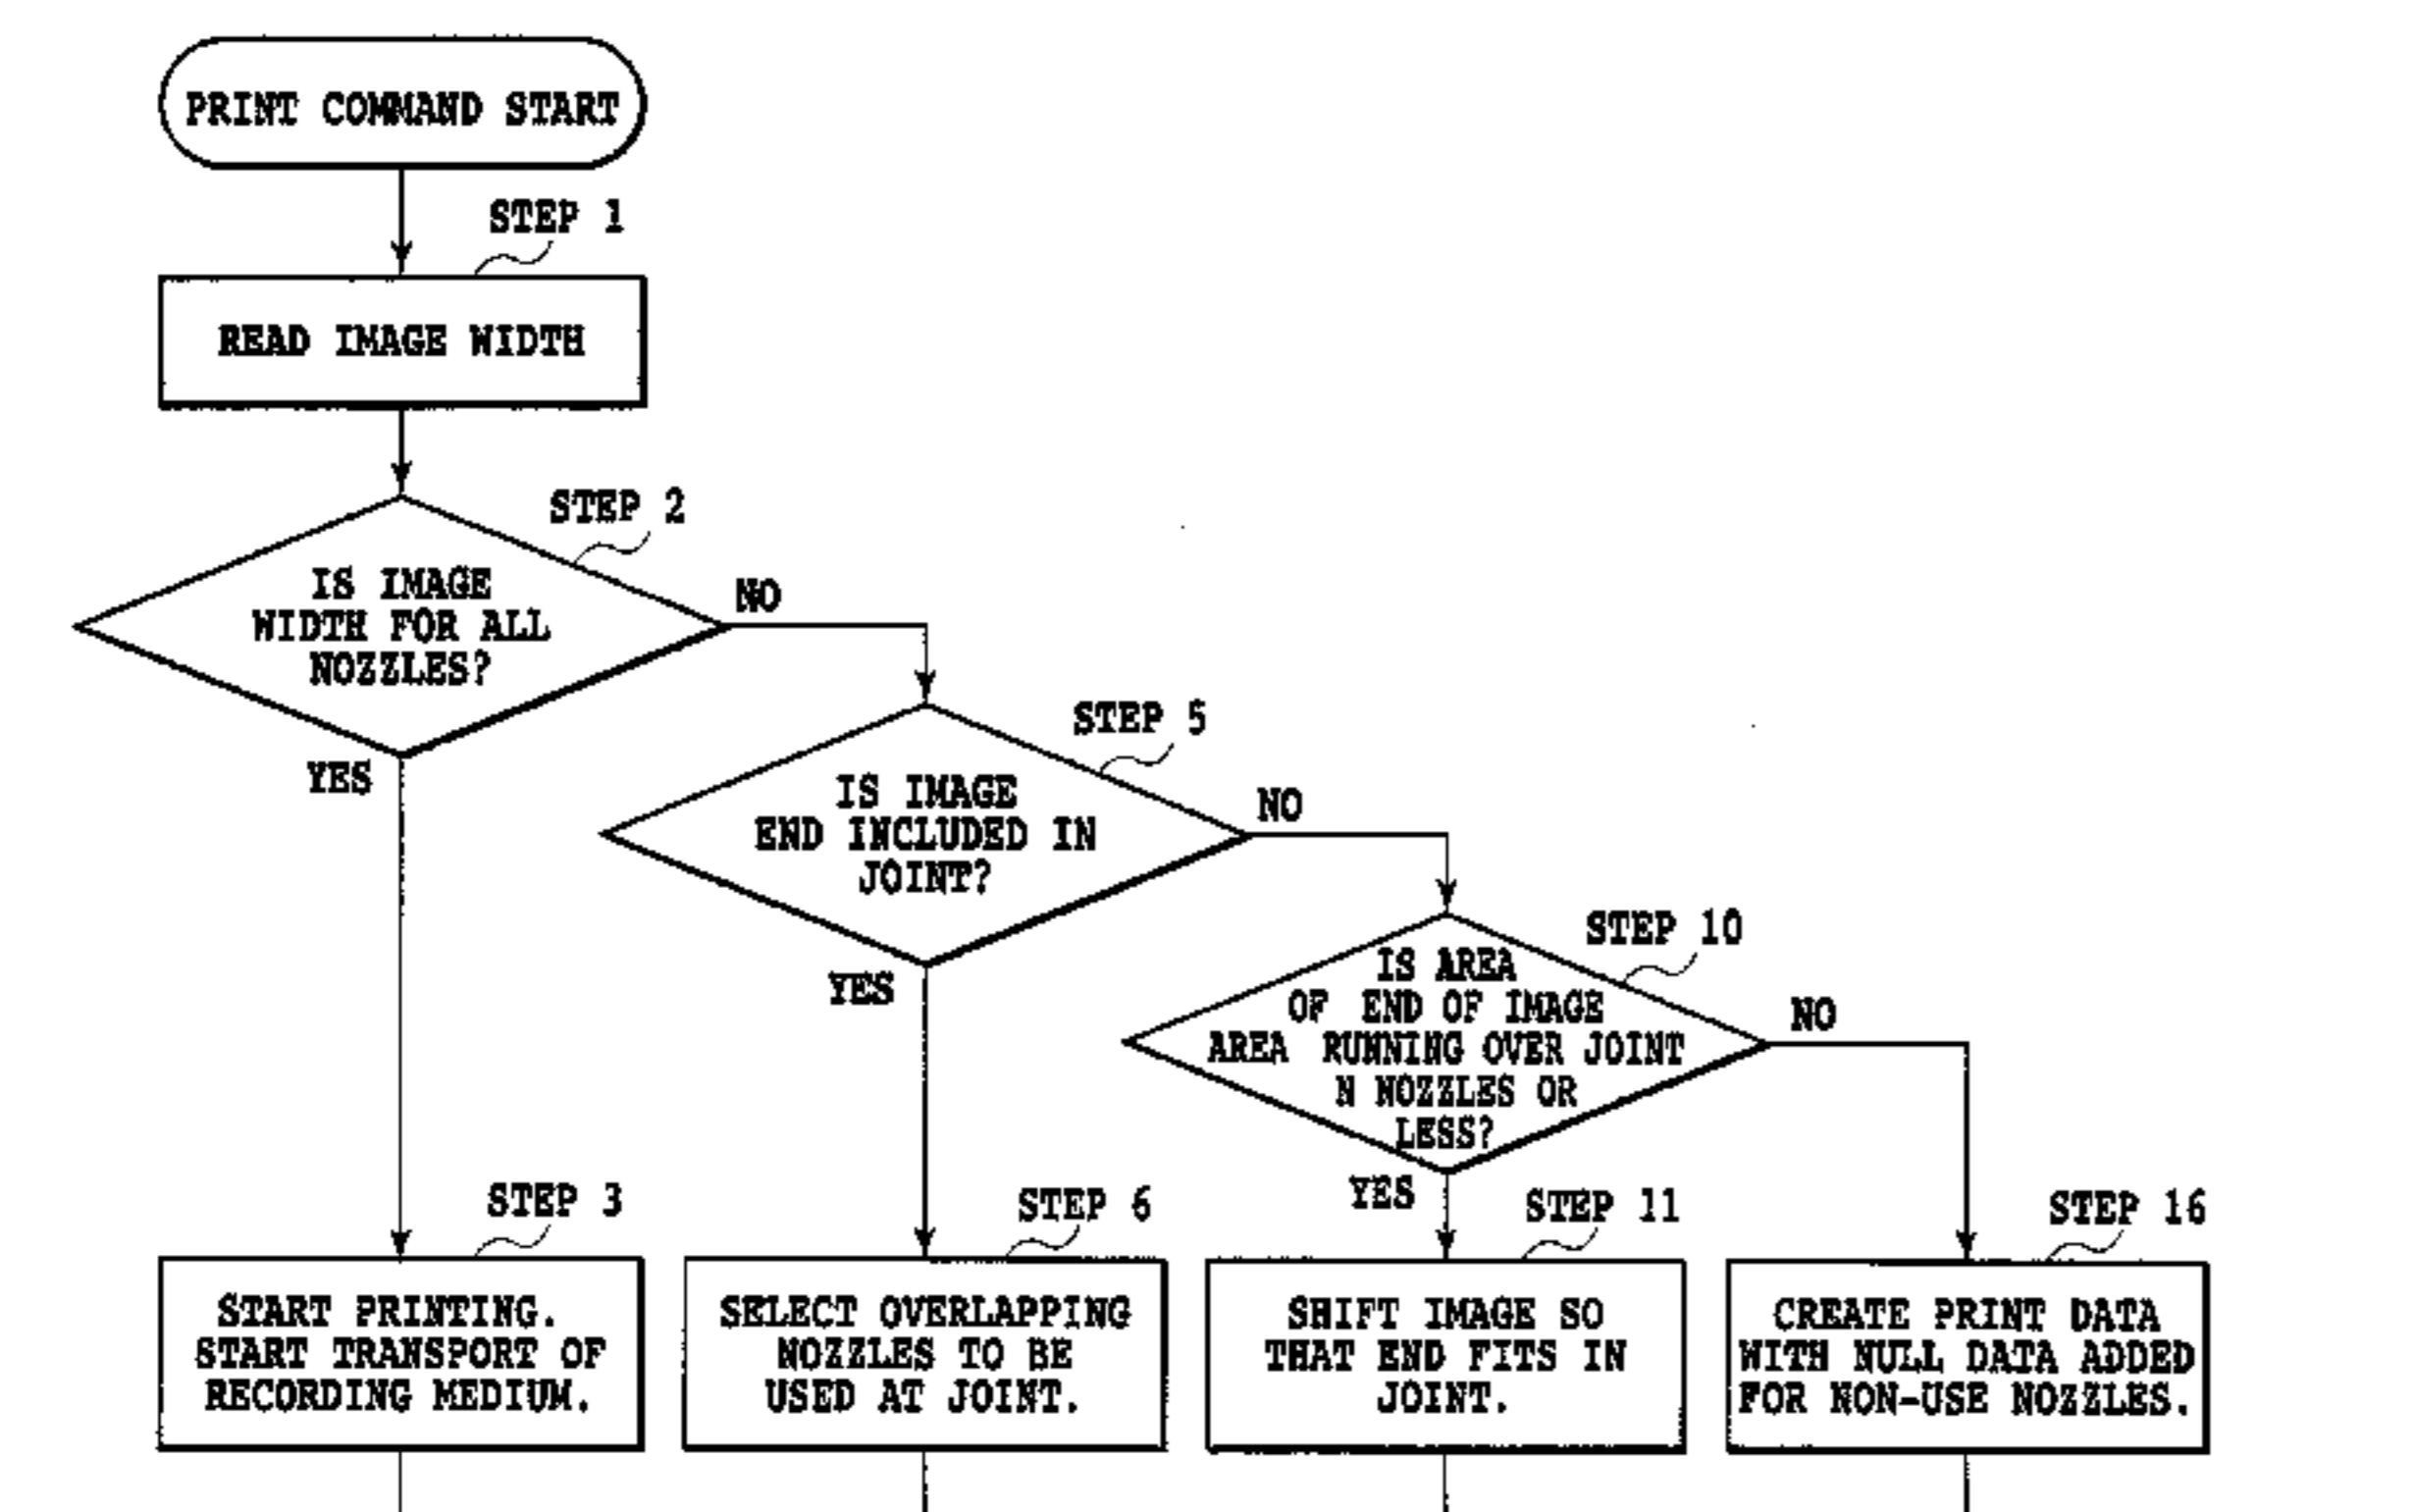 PRINT COMMAND START
STEP 1
READ IMAGE WIDTH
STEP 2
IS IMAGE
WIDTH FOR ALL
NOZZLES?
NO
YES
STEP 5
IS IMAGE
END INCLUDED IN
JOINT?
NO
YES
STEP 10
IS AREA
OF END OF IMAGE
AREA RUNNING OVER JOINT
N NOZZLES OR
LESS?
NO
YES
STEP 3
START PRINTING.
START TRANSPORT OF
RECORDING MEDIUM.
STEP 6
SELECT OVERLAPPING
NOZZLES TO BE
USED AT JOINT.
STEP 11
SHIFT IMAGE SO
THAT END FITS IN
JOINT.
STEP 16
CREATE PRINT DATA
WITH NULL DATA ADDED
FOR NON-USE NOZZLES.